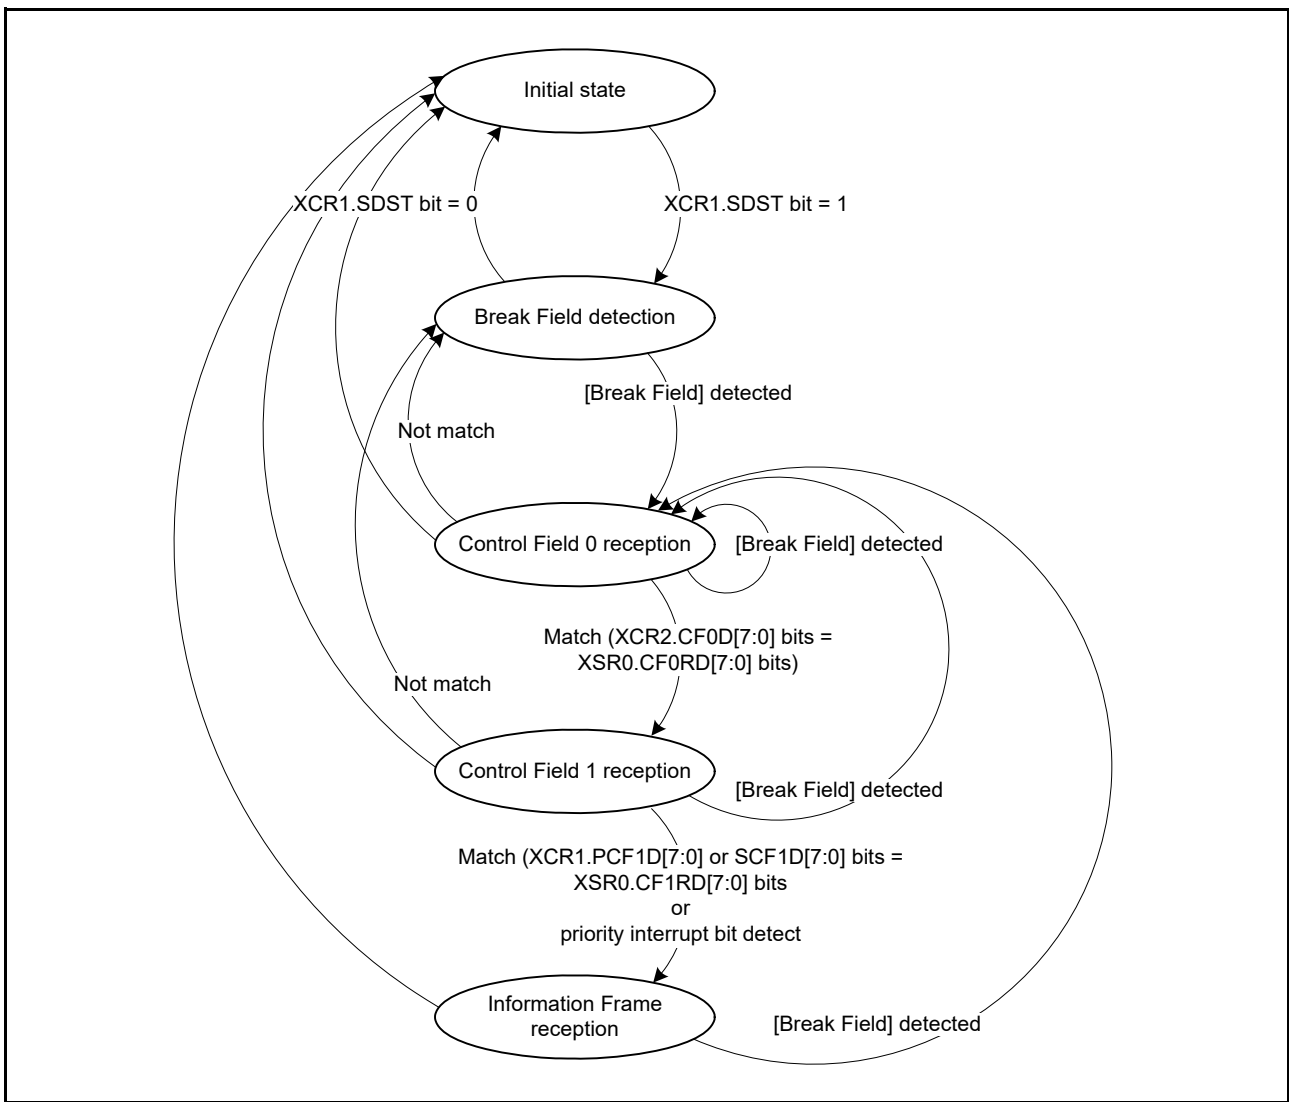 Initial state
XCR1.SDST bit = 0
XCR1.SDST bit = 1
Break Field detection
[Break Field] detected
Not match
Control Field 0 reception
[Break Field] detected
Match (XCR2.CF0D[7:0] bits =
XSR0.CF0RD[7:0] bits)
Not match
Control Field 1 reception
[Break Field] detected
Match (XCR1.PCF1D[7:0] or SCF1D[7:0] bits =
XSR0.CF1RD[7:0] bits
or
priority interrupt bit detect
Information Frame
reception
[Break Field] detected